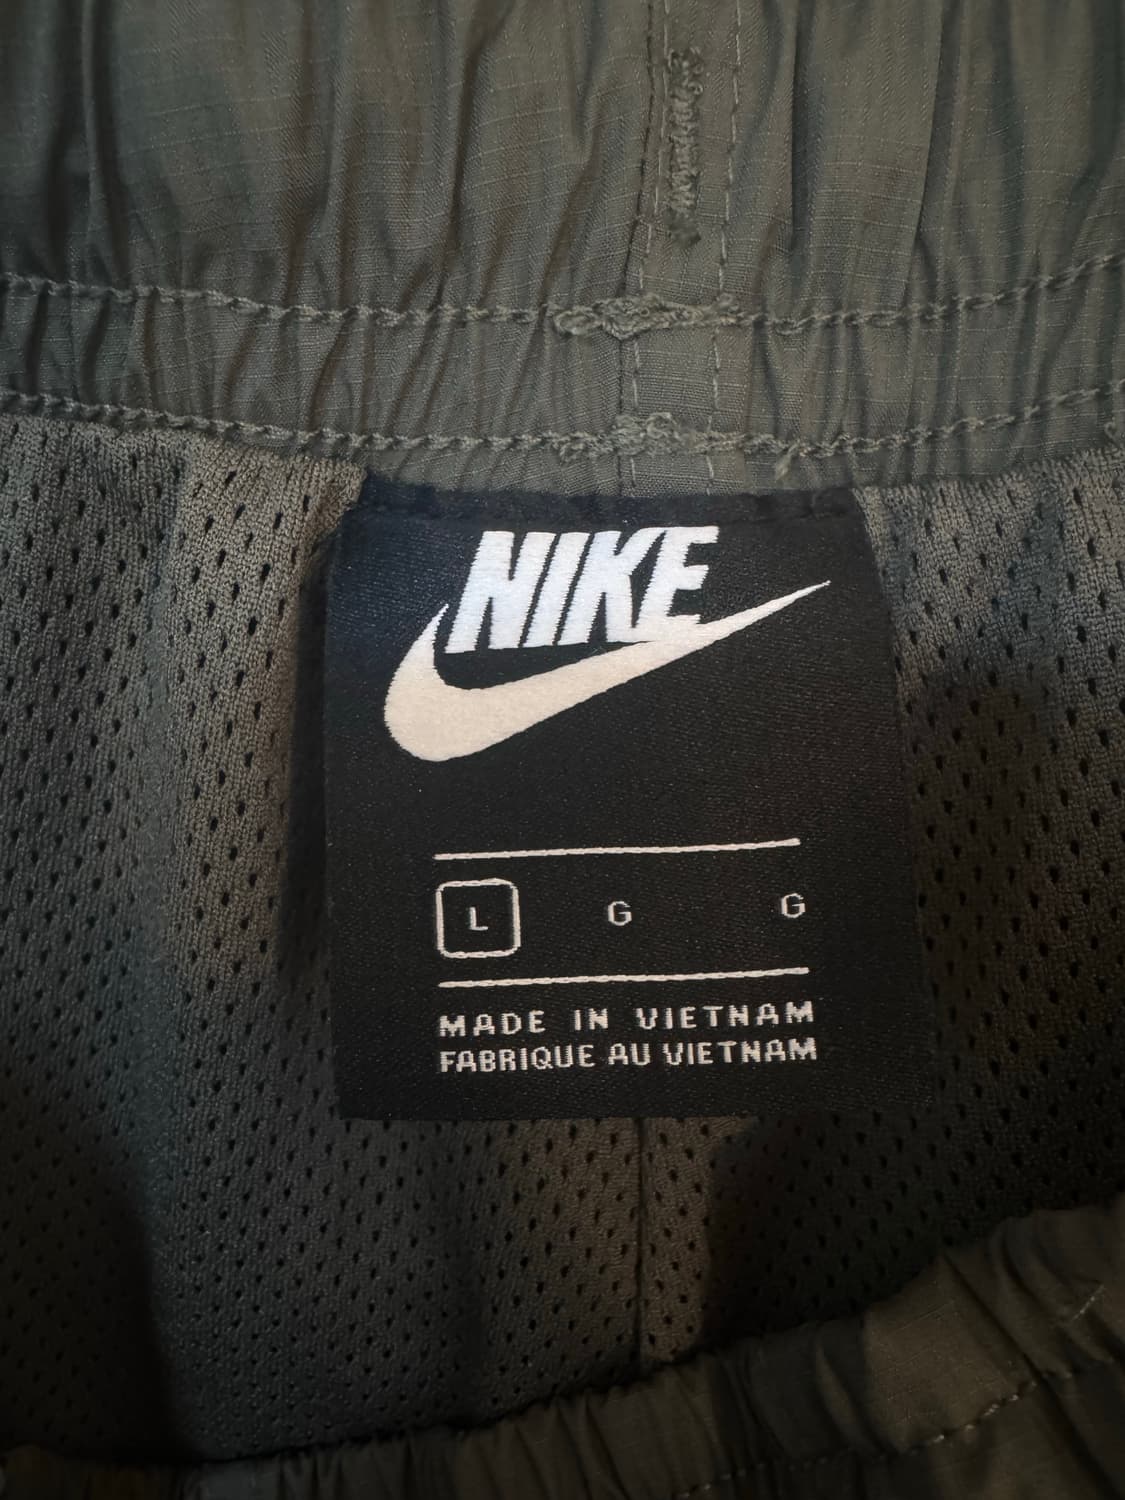 NIKE
L G G
MADE IN VIETNAM
FABRIQUE AU VIETNAM